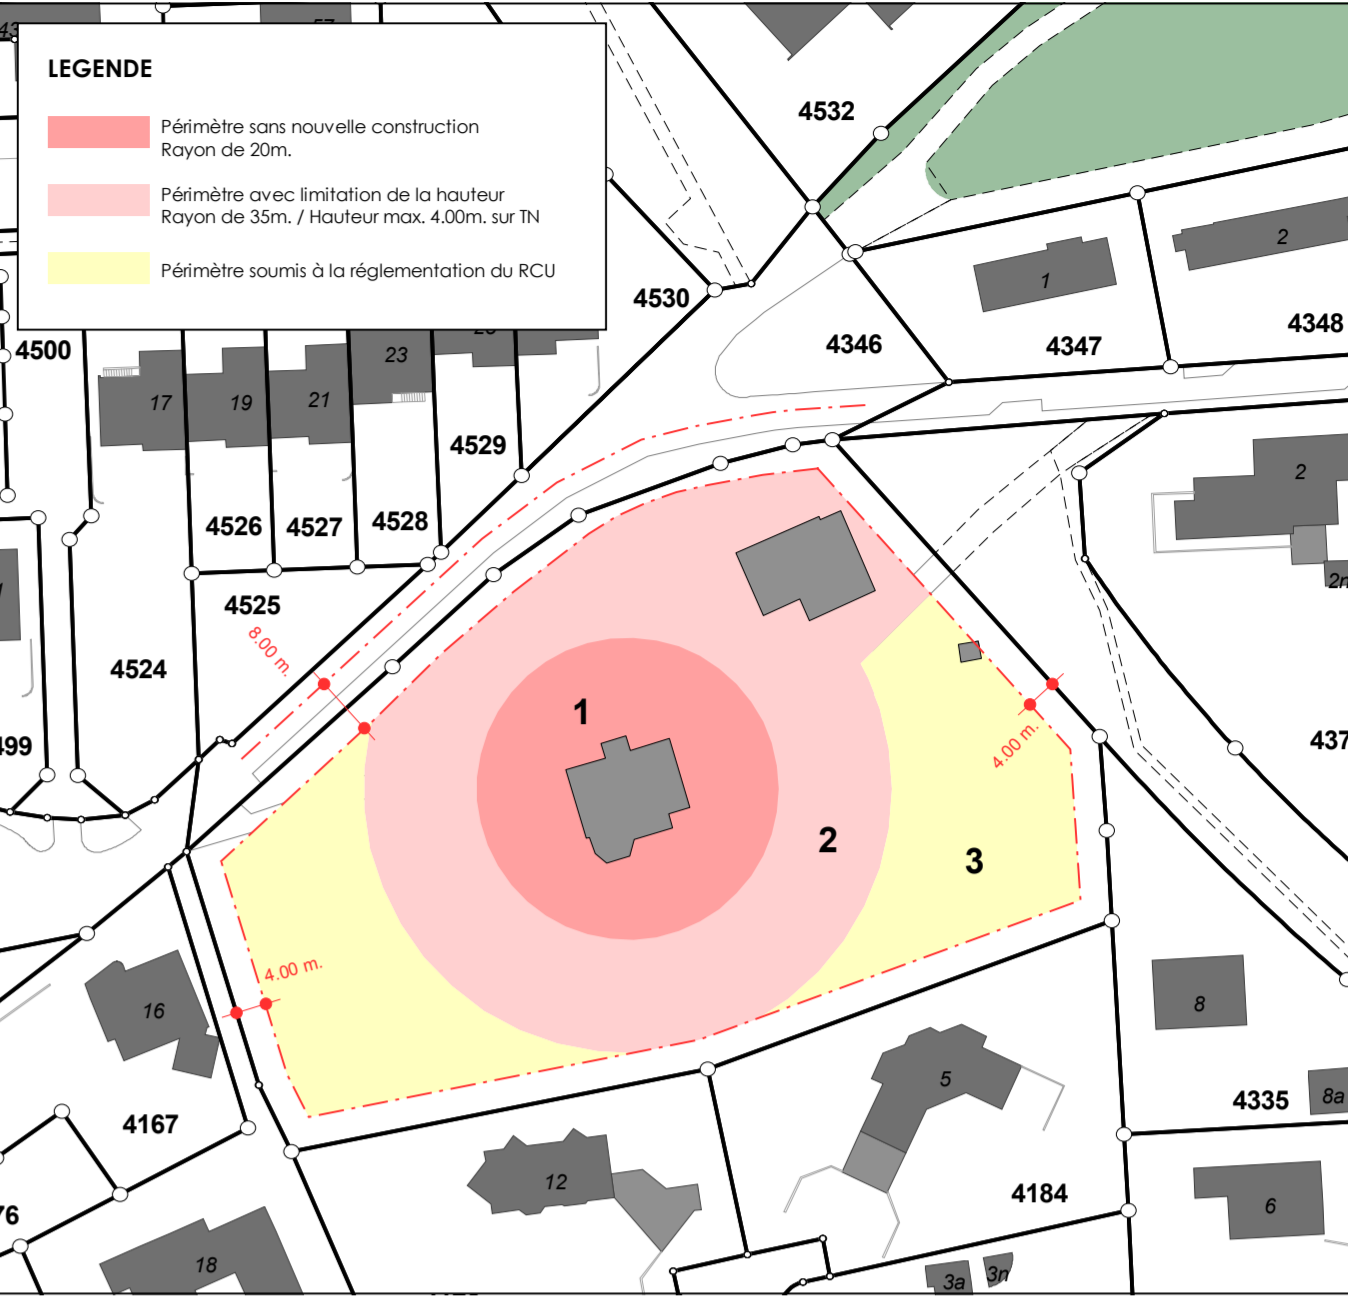 LEGENDE
Périmètre sans nouvelle construction
Rayon de 20m.
Périmètre avec limitation de la hauteur
Rayon de 35m. / Hauteur max. 4.00m. sur TN
Périmètre soumis à la réglementation du RCU
4532
4530
4346
4347
4348
1
2
4500
17
19
21
23
4529
4526
4527
4528
4525
4524
8.00 m.
1
2
3
4.00 m.
4.00 m.
2
16
4167
12
5
4184
8
4335
8a
6
18
3a
3n